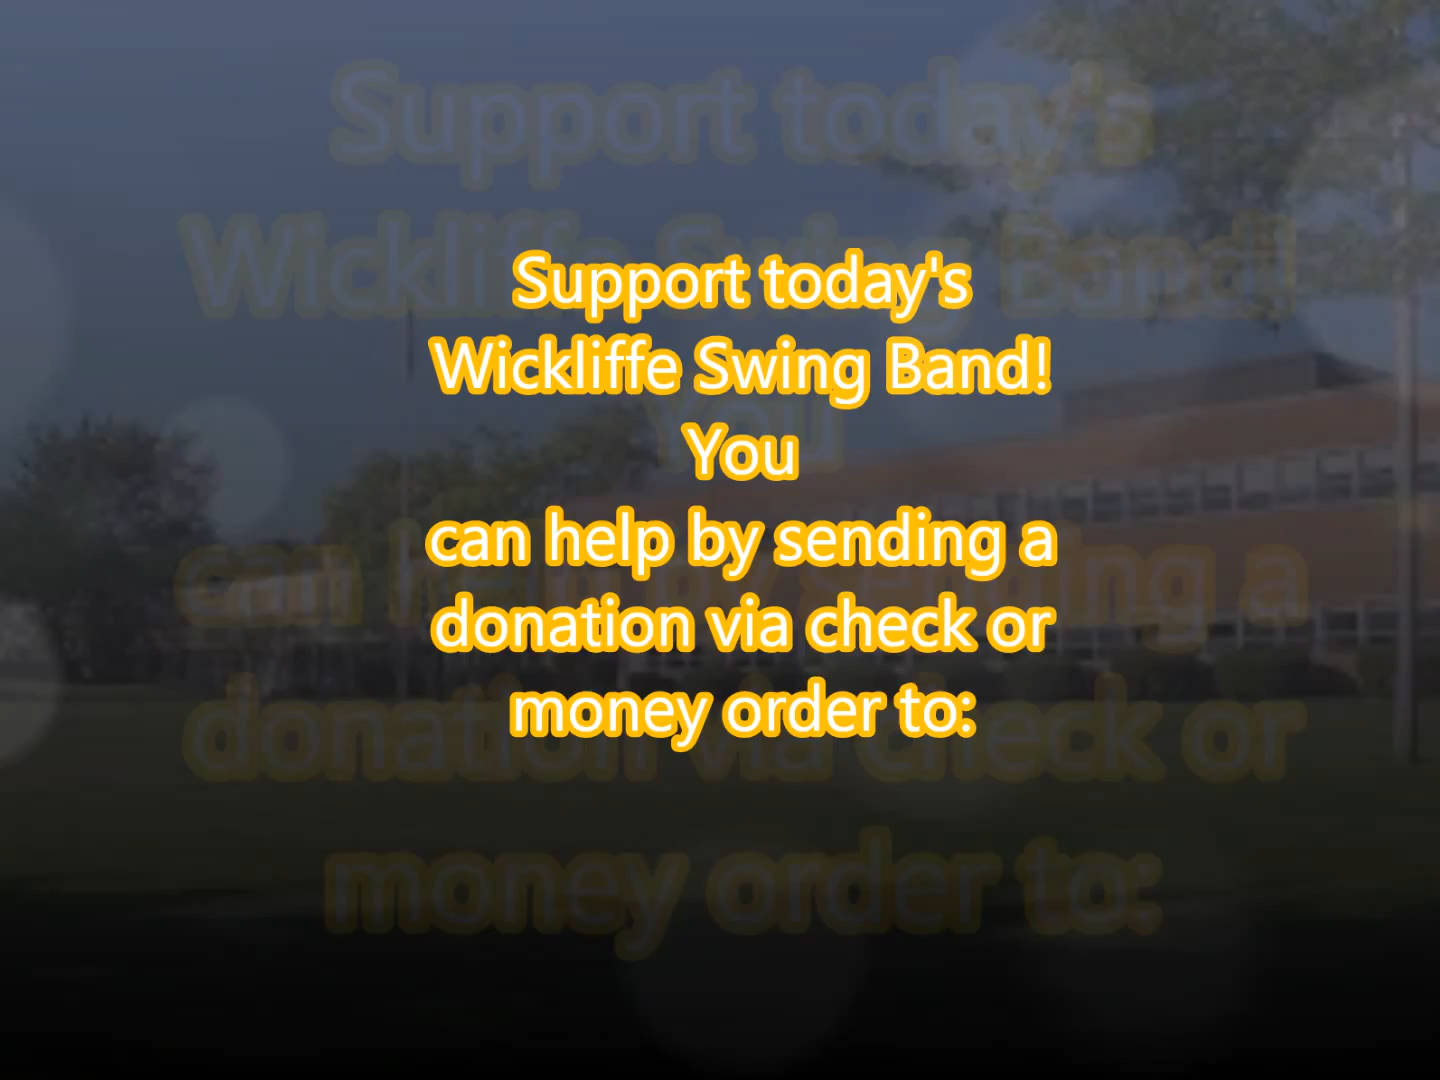 Support today's
Wickliffe Swing Band!
You
can help by sending a
donation via check or
money order to: